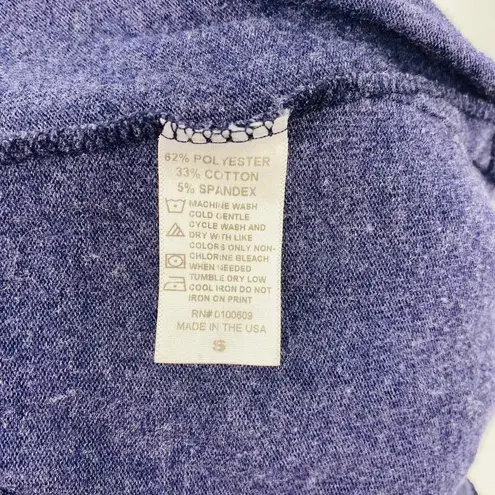 62% POLYESTER
33% COTTON
5% SPANDEX
MACHINE WASH
COLD GENTLE
CYCLE WASH AND
DRY WITH LIKE
COLORS ONLY NON-
CHLORINE BLEACH
WHEN NEEDED
TUMBLE DRY LOW
COOL IRON DO NOT
IRON ON PRINT
RN# 0100609
MADE IN THE USA
S